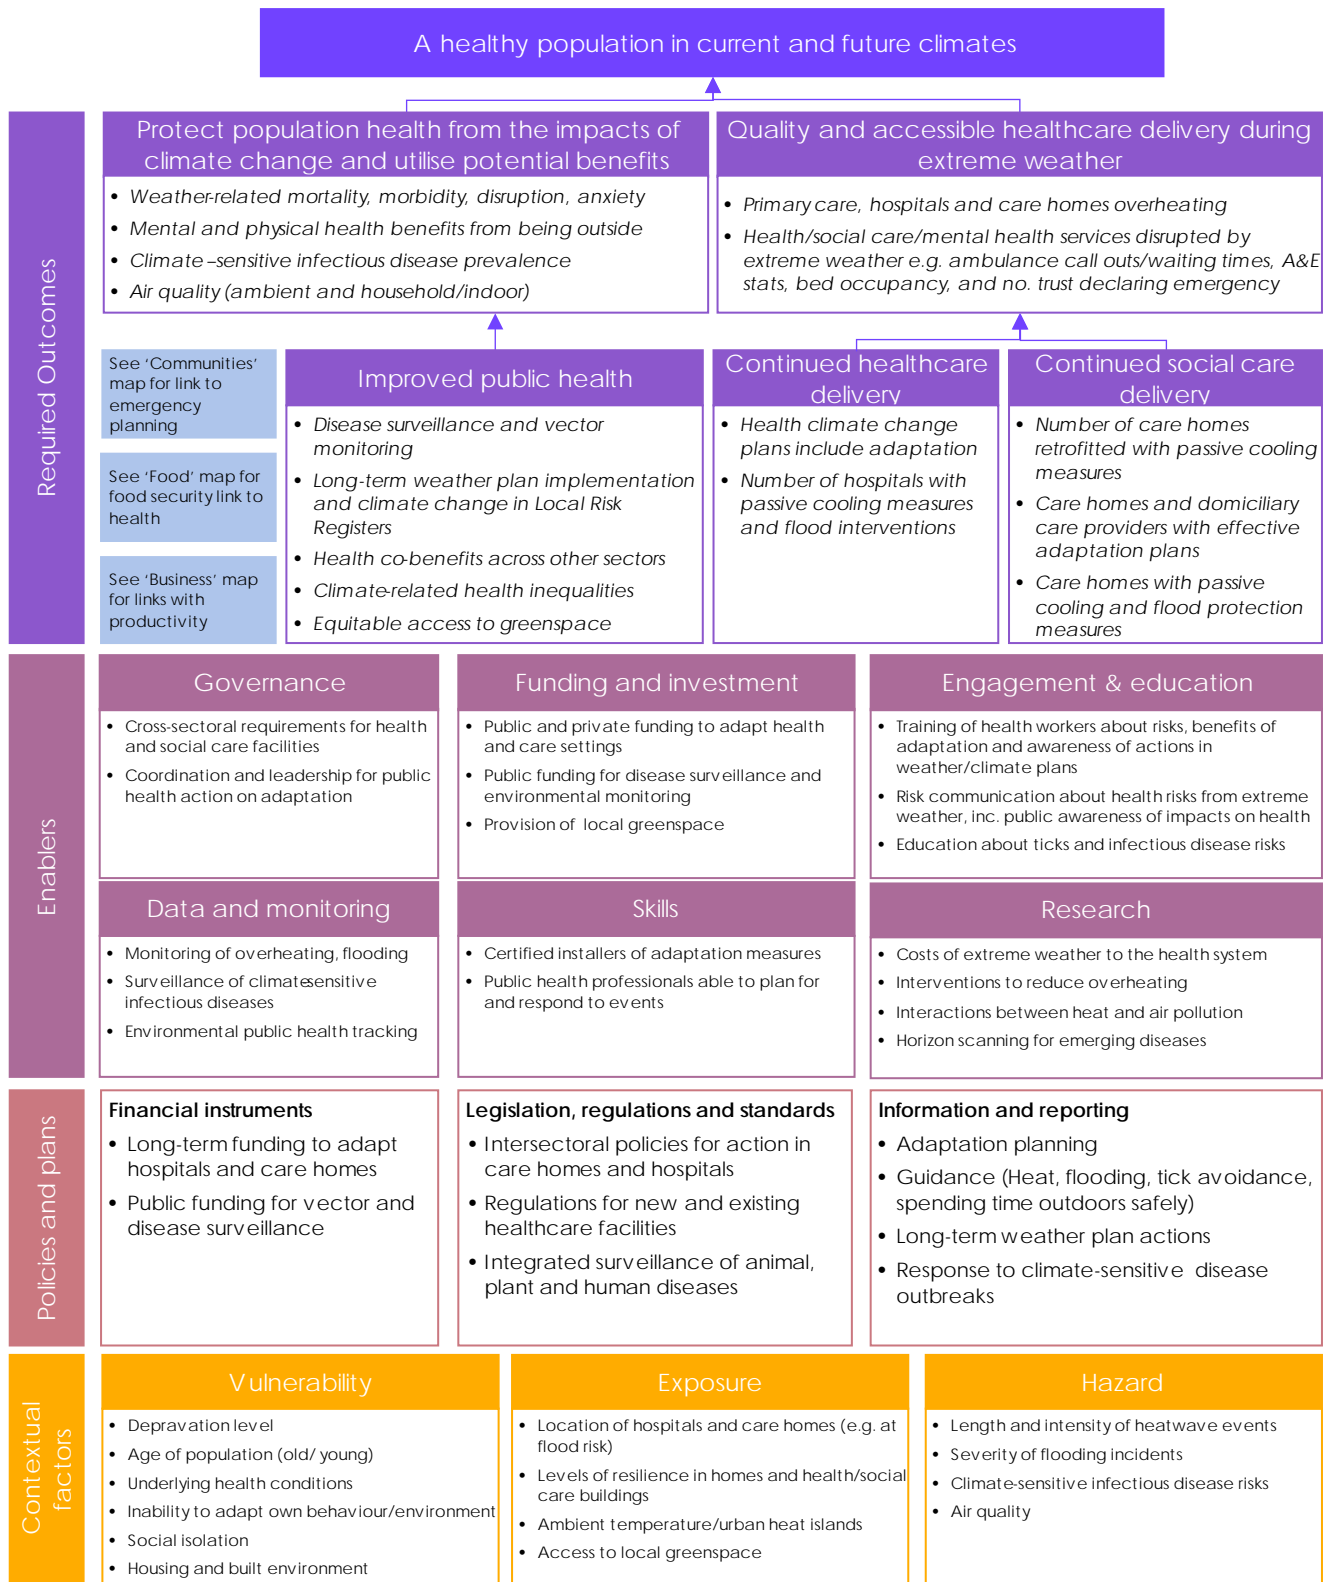 A healthy population in current and future climates
Required Outcomes
Protect population health from the impacts of
climate change and utilise potential benefits
• Weather-related mortality, morbidity, disruption, anxiety
• Mental and physical health benefits from being outside
• Climate –sensitive infectious disease prevalence
• Air quality (ambient and household/indoor)
Quality and accessible healthcare delivery during
extreme weather
• Primary care, hospitals and care homes overheating
• Health/social care/mental health services disrupted by
extreme weather e.g. ambulance call outs/waiting times, A&E
stats, bed occupancy, and no. trust declaring emergency
See ‘Communities’
map for link to
emergency
planning
See ‘Food’ map for
food security link to
health
See ‘Business’ map
for links with
productivity
Improved public health
• Disease surveillance and vector
monitoring
• Long-term weather plan implementation
and climate change in Local Risk
Registers
• Health co-benefits across other sectors
• Climate-related health inequalities
• Equitable access to greenspace
Continued healthcare
delivery
• Health climate change
plans include adaptation
• Number of hospitals with
passive cooling measures
and flood interventions
Continued social care
delivery
• Number of care homes
retrofitted with passive cooling
measures
• Care homes and domiciliary
care providers with effective
adaptation plans
• Care homes with passive
cooling and flood protection
measures
Enablers
Governance
• Cross-sectoral requirements for health
and social care facilities
• Coordination and leadership for public
health action on adaptation
Funding and investment
• Public and private funding to adapt health
and care settings
• Public funding for disease surveillance and
environmental monitoring
• Provision of local greenspace
Engagement & education
• Training of health workers about risks, benefits of
adaptation and awareness of actions in
weather/climate plans
• Risk communication about health risks from extreme
weather, inc. public awareness of impacts on health
• Education about ticks and infectious disease risks
Data and monitoring
• Monitoring of overheating, flooding
• Surveillance of climate-sensitive
infectious diseases
• Environmental public health tracking
Skills
• Certified installers of adaptation measures
• Public health professionals able to plan for
and respond to events
Research
• Costs of extreme weather to the health system
• Interventions to reduce overheating
• Interactions between heat and air pollution
• Horizon scanning for emerging diseases
Policies and plans
Financial instruments
• Long-term funding to adapt
hospitals and care homes
• Public funding for vector and
disease surveillance
Legislation, regulations and standards
• Intersectoral policies for action in
care homes and hospitals
• Regulations for new and existing
healthcare facilities
• Integrated surveillance of animal,
plant and human diseases
Information and reporting
• Adaptation planning
• Guidance (Heat, flooding, tick avoidance,
spending time outdoors safely)
• Long-term weather plan actions
• Response to climate-sensitive disease
outbreaks
Contextual
factors
Vulnerability
• Depravation level
• Age of population (old/ young)
• Underlying health conditions
• Inability to adapt own behaviour/environment
• Social isolation
• Housing and built environment
Exposure
• Location of hospitals and care homes (e.g. at
flood risk)
• Levels of resilience in homes and health/social
care buildings
• Ambient temperature/urban heat islands
• Access to local greenspace
Hazard
• Length and intensity of heatwave events
• Severity of flooding incidents
• Climate-sensitive infectious disease risks
• Air quality